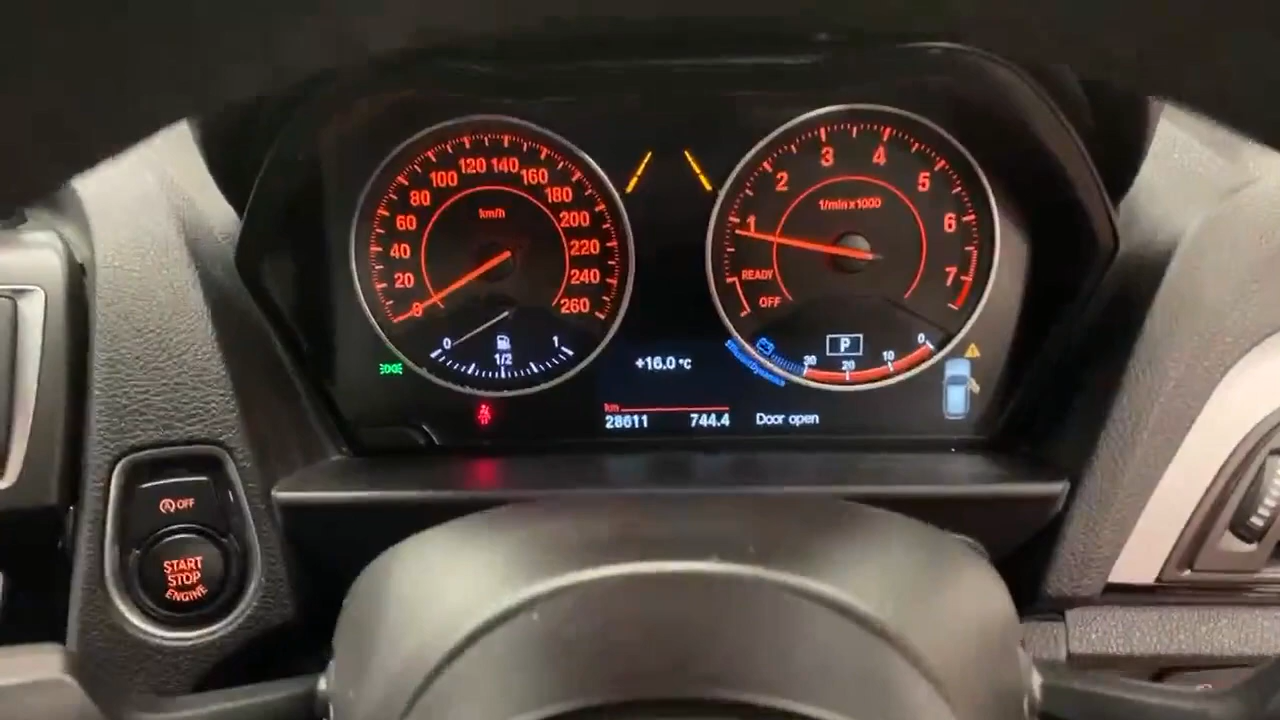 0
20
40
60
80
100
120
140
160
180
200
220
240
260
km/h
0
1/2
1
+16.0 °C
km
28611 744.4
Door open
READY
OFF
1
2
3
4
5
6
7
1/min x 1000
P
EfficientDynamics
30
20
10
0
A OFF
START
STOP
ENGINE